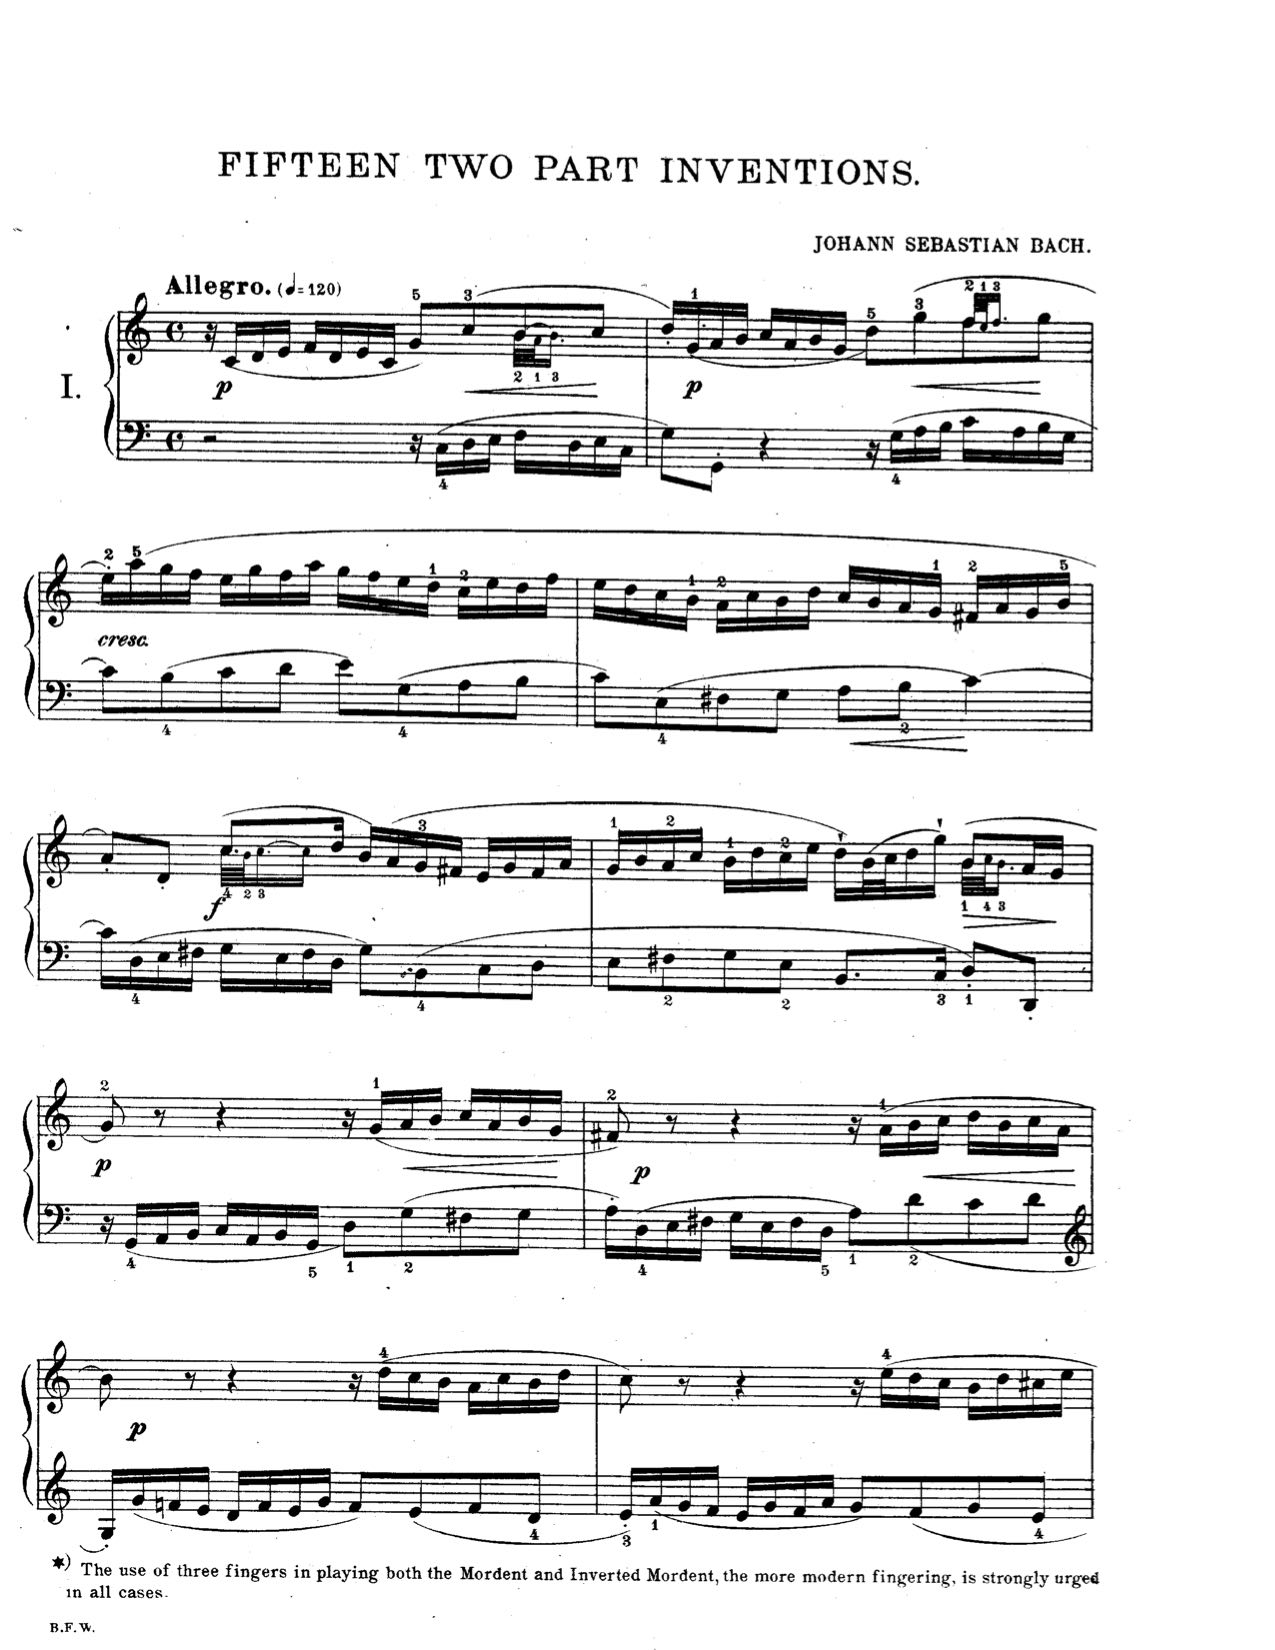 FIFTEEN TWO PART INVENTIONS.
JOHANN SEBASTIAN BACH.
Allegro. (♩=120)
5 3 1 5 3 2 1 3
I.
p p
2 1 3
4 4
2 5 1 2 1 2 1 2 5
cresc.
4 4 4 2
3 1 2 1 2
4 2 3 1 4 3
f
4 4 2 2 3 1
2 1 2 1
p p
4 5 1 2 4 5 1 2
4 4
p
4 3 1 4
*) The use of three fingers in playing both the Mordent and Inverted Mordent, the more modern fingering, is strongly urged
in all cases.
B.F.W.